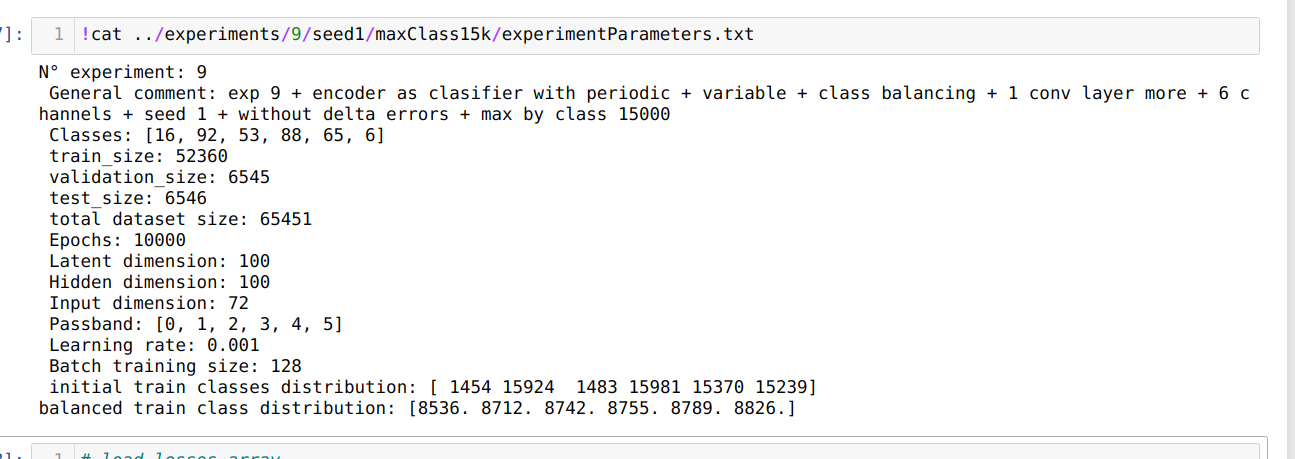 ]: 1 !cat ../experiments/9/seed1/maxClass15k/experimentParameters.txt
N° experiment: 9
General comment: exp 9 + encoder as clasifier with periodic + variable + class balancing + 1 conv layer more + 6 c
hannels + seed 1 + without delta errors + max by class 15000
Classes: [16, 92, 53, 88, 65, 6]
train_size: 52360
validation_size: 6545
test_size: 6546
total dataset size: 65451
Epochs: 10000
Latent dimension: 100
Hidden dimension: 100
Input dimension: 72
Passband: [0, 1, 2, 3, 4, 5]
Learning rate: 0.001
Batch training size: 128
initial train classes distribution: [ 1454 15924  1483 15981 15370 15239]
balanced train class distribution: [8536. 8712. 8742. 8755. 8789. 8826.]
]: 1 # load losses array